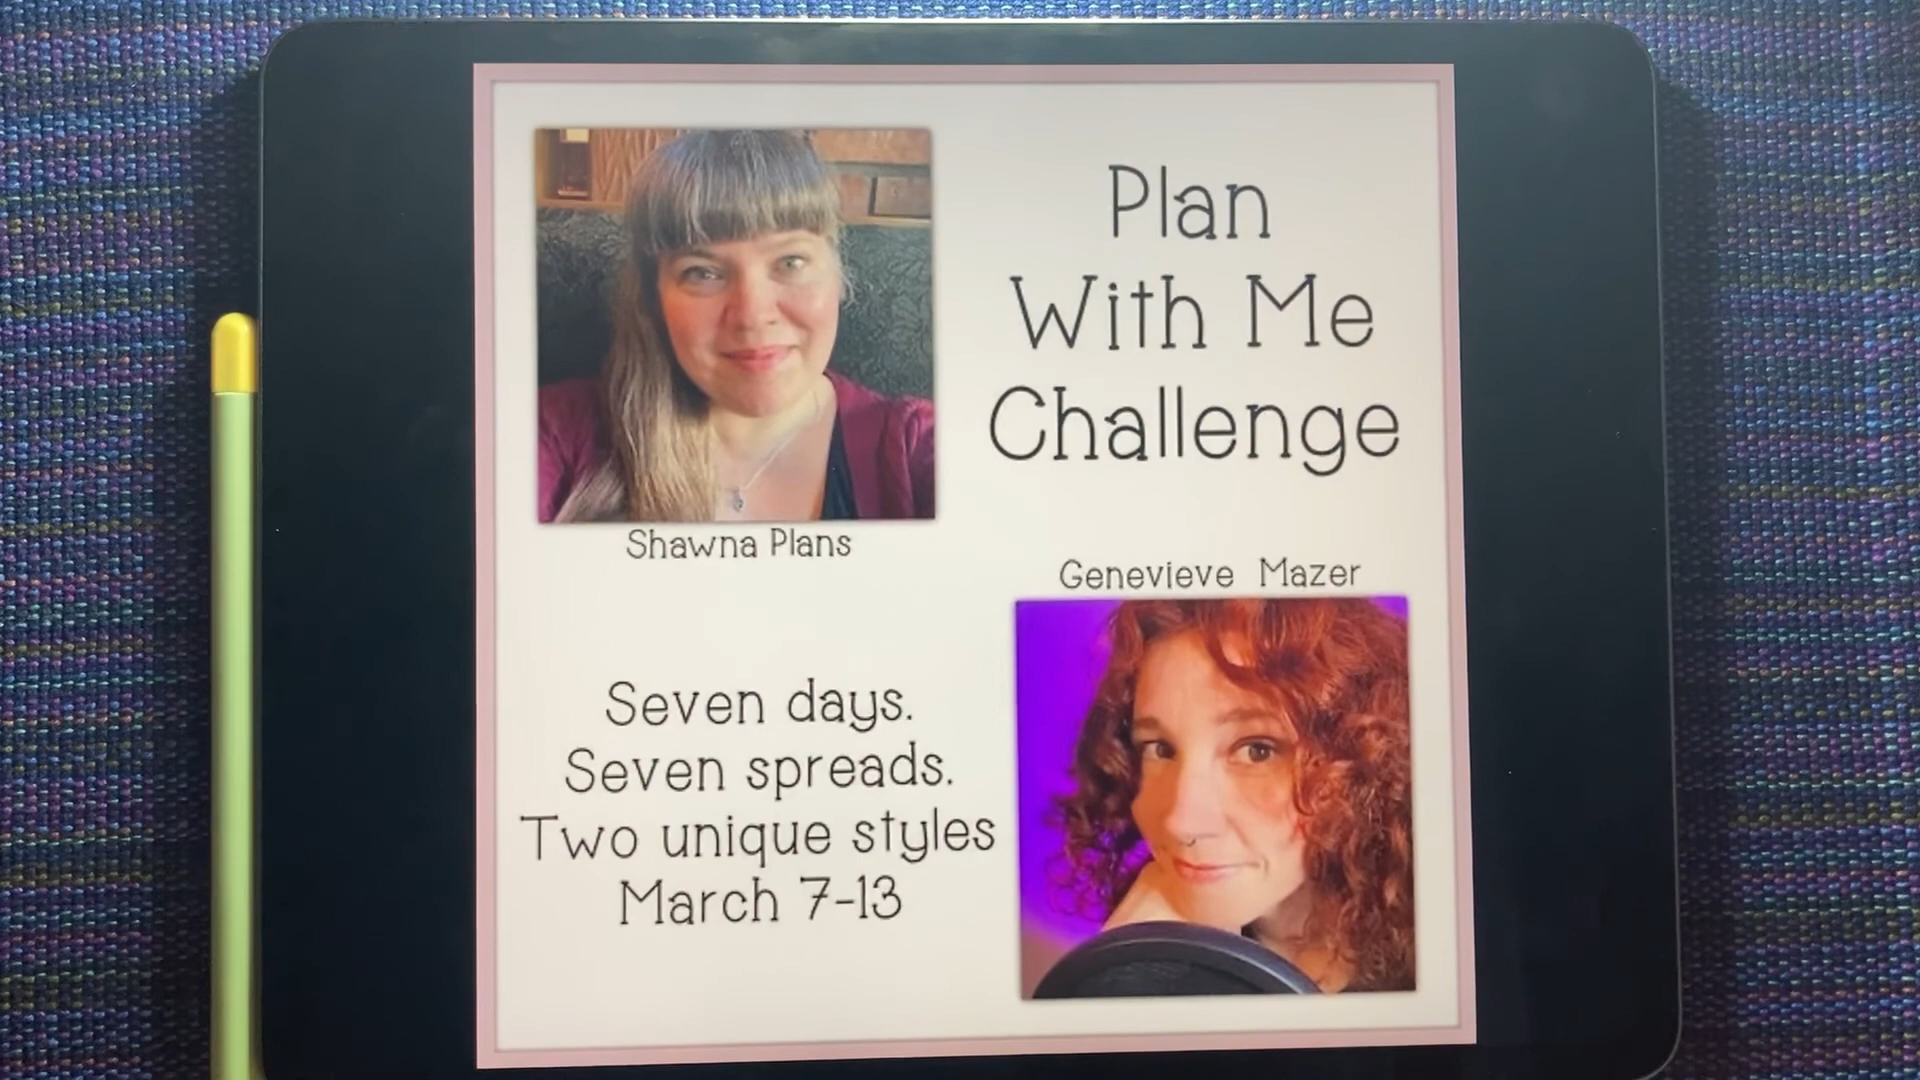 Plan
With Me
Challenge
Shawna Plans
Genevieve Mazer
Seven days.
Seven spreads.
Two unique styles
March 7-13